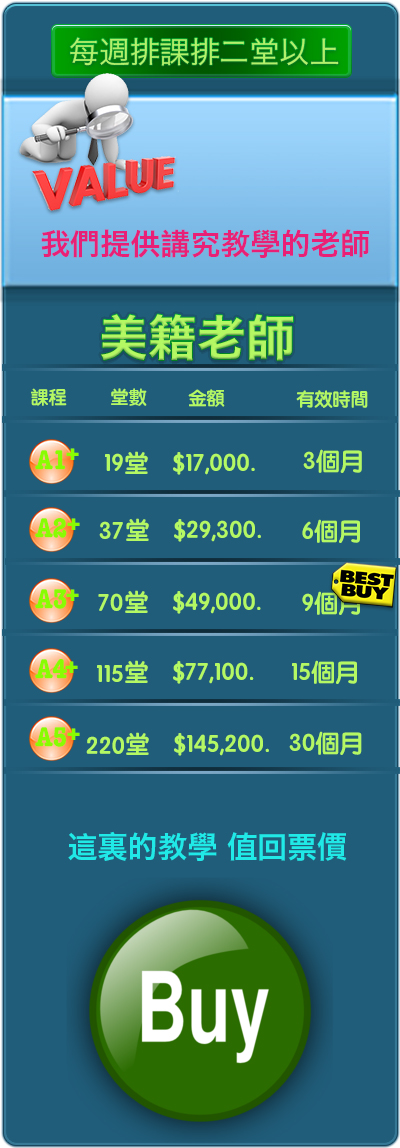 每週排課排二堂以上
VALUE
我們提供講究教學的老師
美籍老師
課程 堂數 金額 有效時間
A1+ 19堂 $17,000. 3個月
A2+ 37堂 $29,300. 6個月
BEST
BUY
A3+ 70堂 $49,000. 9個月
A4+ 115堂 $77,100. 15個月
A5+ 220堂 $145,200. 30個月
這裏的教學 值回票價
Buy